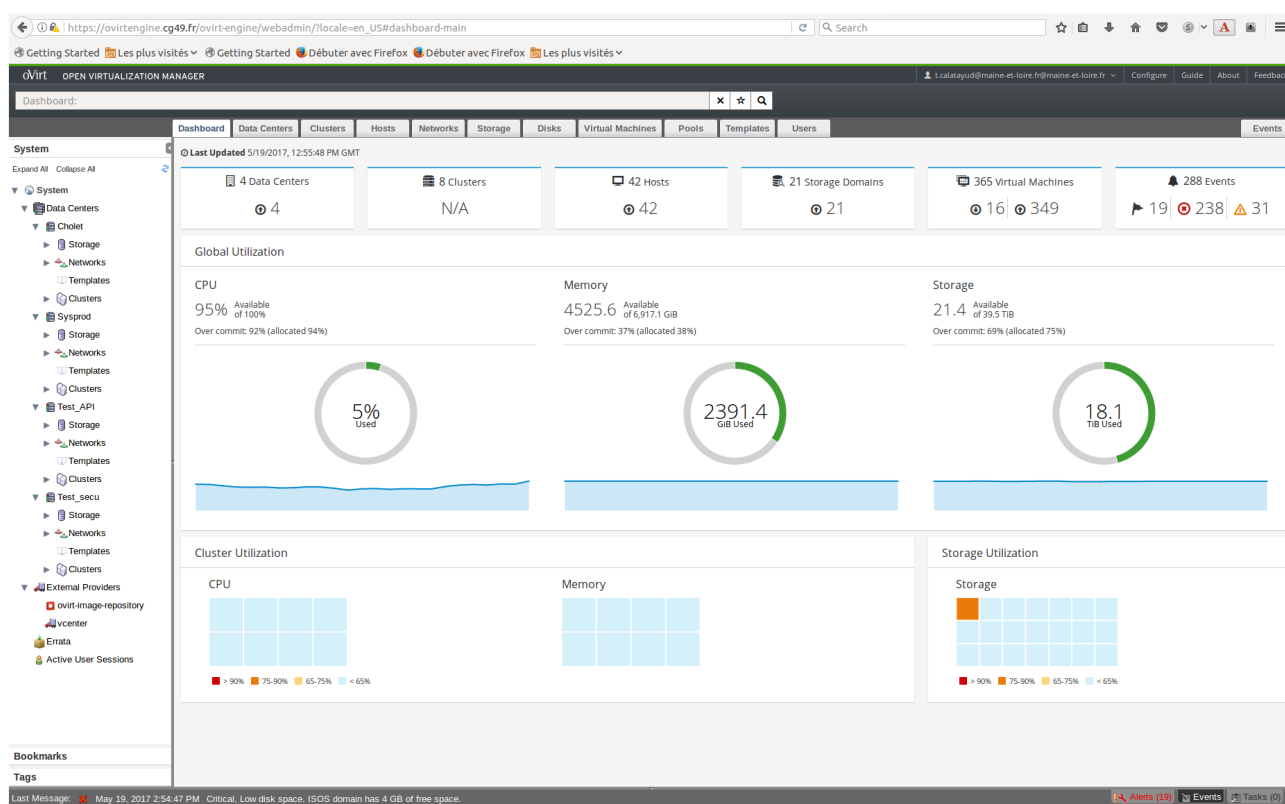 https://ovirtengine.cg49.fr/ovirt-engine/webadmin/?locale=en_US#dashboard-main
Search
Getting Started Les plus visités Getting Started Débuter avec Firefox Débuter avec Firefox Les plus visités
oVirt OPEN VIRTUALIZATION MANAGER
t.calatayud@maine-et-loire.fr@maine-et-loire.fr Configure Guide About Feedbac
Dashboard:
Dashboard Data Centers Clusters Hosts Networks Storage Disks Virtual Machines Pools Templates Users Events
System
Expand All Collapse All
System
Data Centers
Cholet
Storage
Networks
Templates
Clusters
Sysprod
Storage
Networks
Templates
Clusters
Test_API
Storage
Networks
Templates
Clusters
Test_secu
Storage
Networks
Templates
Clusters
External Providers
ovirt-image-repository
vcenter
Errata
Active User Sessions
Bookmarks
Tags
Last Updated 5/19/2017, 12:55:48 PM GMT
4 Data Centers
4
8 Clusters
N/A
42 Hosts
42
21 Storage Domains
21
365 Virtual Machines
16 349
288 Events
19 238 31
Global Utilization
CPU
95% Available of 100%
Over commit: 92% (allocated 94%)
5%
Used
Memory
4525.6 Available of 6,917.1 GiB
Over commit: 37% (allocated 38%)
2391.4
GiB Used
Storage
21.4 Available of 39.5 TiB
Over commit: 69% (allocated 75%)
18.1
TiB Used
Cluster Utilization
CPU
Memory
> 90% 75-90% 65-75% < 65%
Storage Utilization
Storage
> 90% 75-90% 65-75% < 65%
Last Message: May 19, 2017 2:54:47 PM Critical, Low disk space. ISOS domain has 4 GB of free space.
Alerts (19) Events Tasks (0)